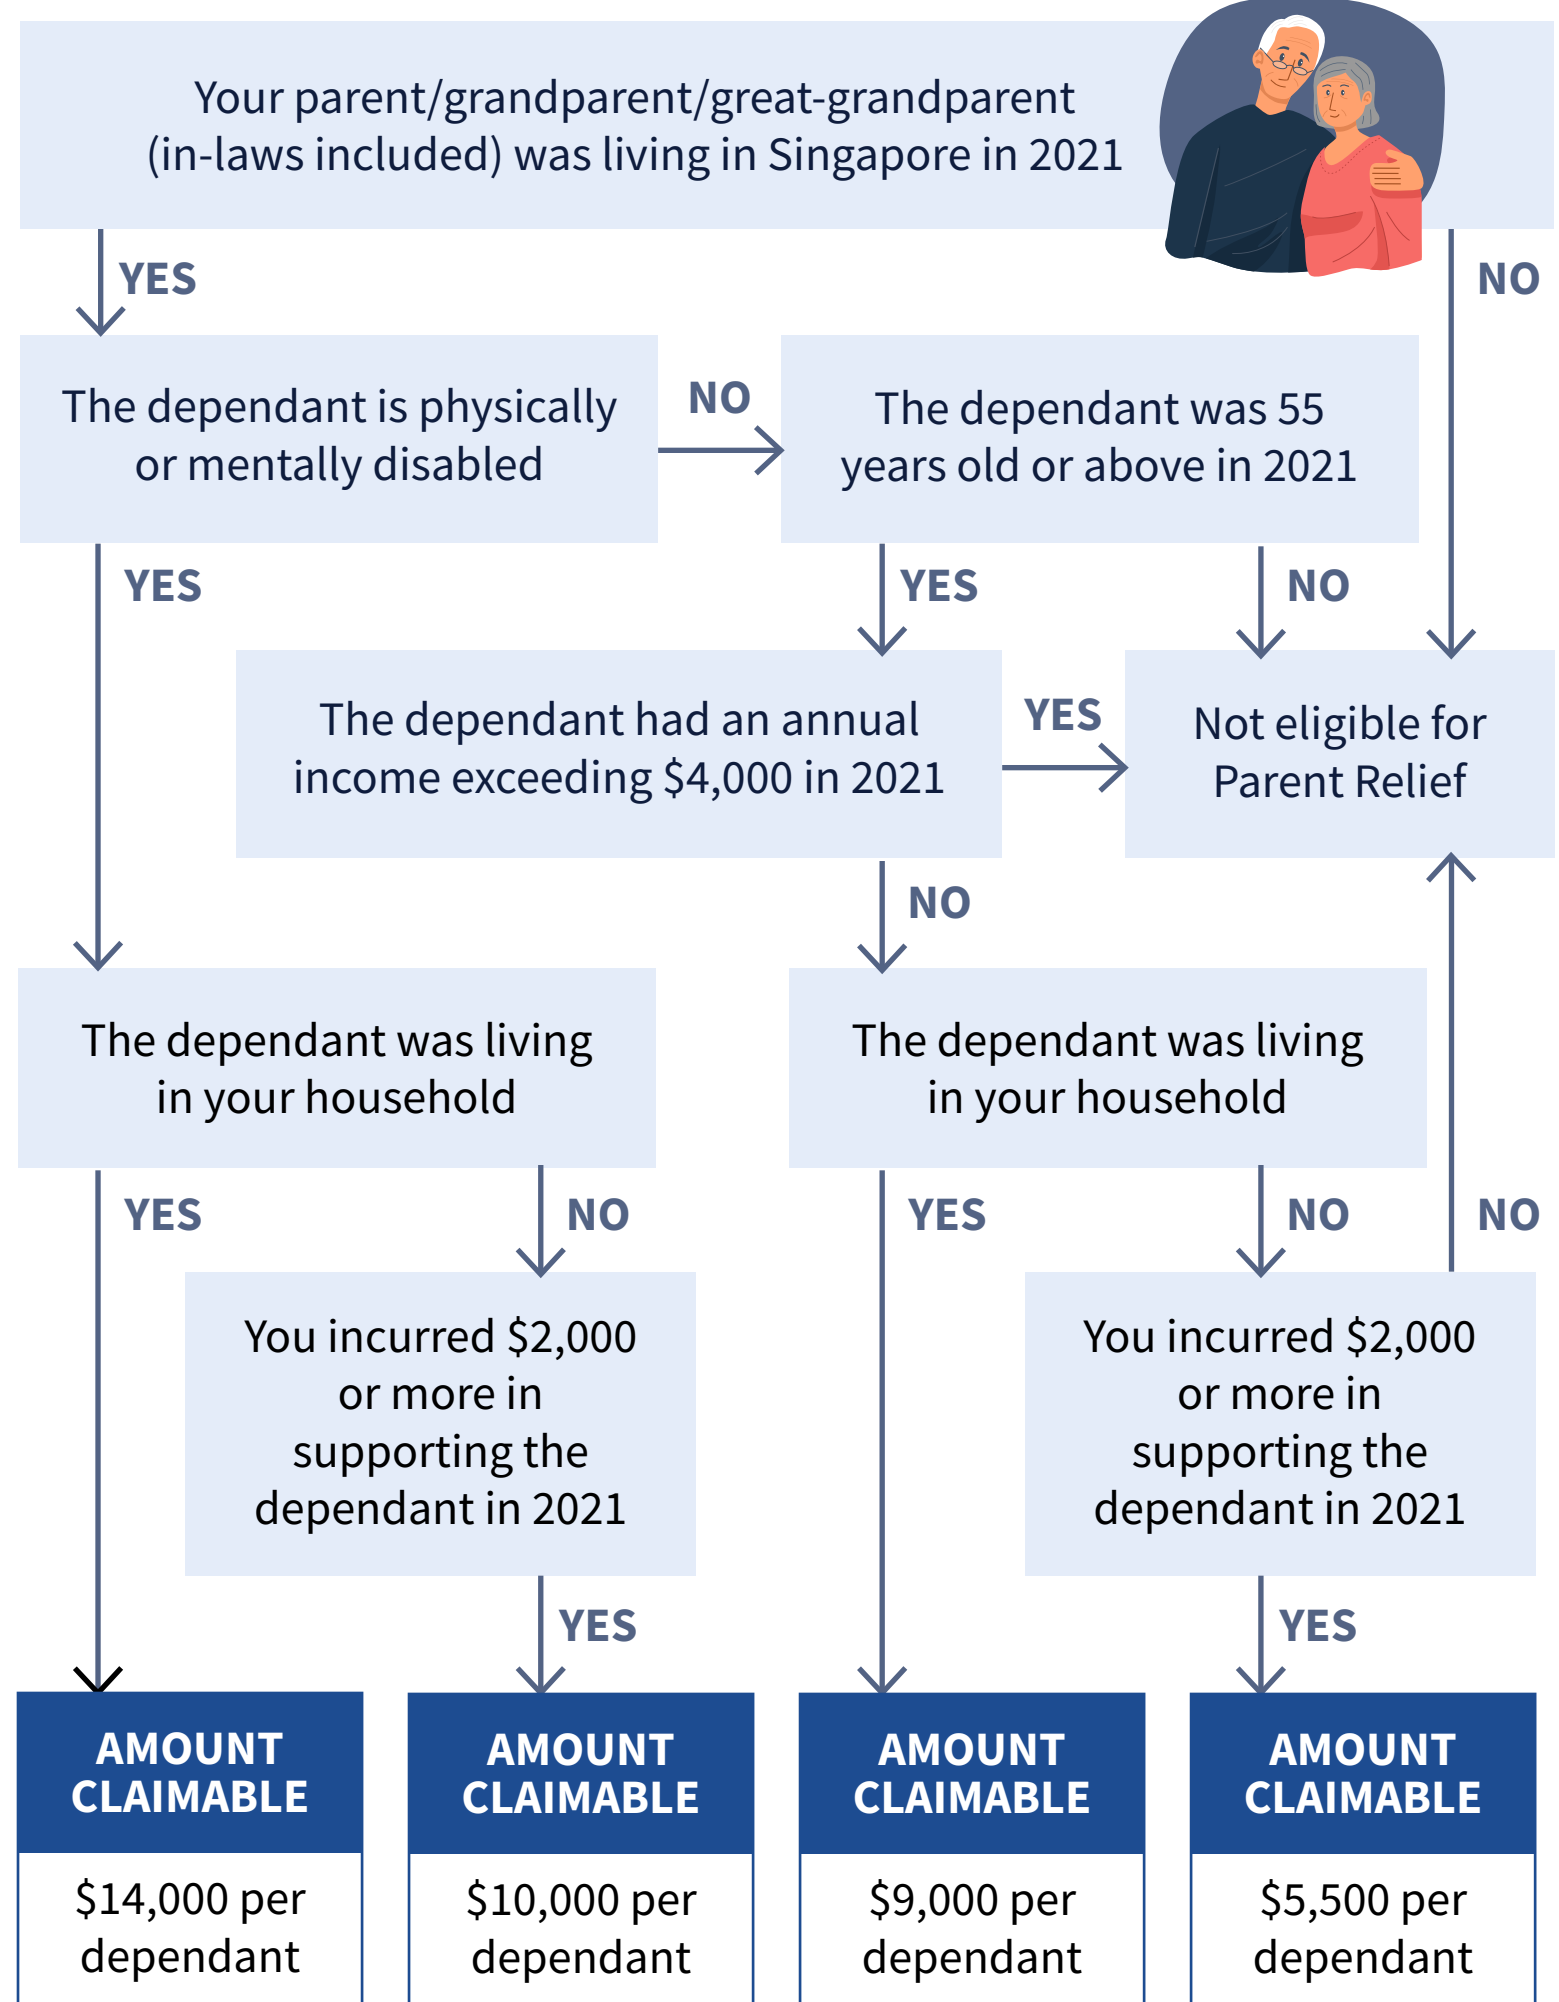 Your parent/grandparent/great-grandparent
(in-laws included) was living in Singapore in 2021
YES
NO
The dependant is physically
or mentally disabled
NO
The dependant was 55
years old or above in 2021
YES
YES
NO
The dependant had an annual
income exceeding $4,000 in 2021
YES
Not eligible for
Parent Relief
NO
The dependant was living
in your household
The dependant was living
in your household
YES
NO
YES
NO
NO
You incurred $2,000
or more in
supporting the
dependant in 2021
You incurred $2,000
or more in
supporting the
dependant in 2021
YES
YES
AMOUNT
CLAIMABLE
$14,000 per
dependant
AMOUNT
CLAIMABLE
$10,000 per
dependant
AMOUNT
CLAIMABLE
$9,000 per
dependant
AMOUNT
CLAIMABLE
$5,500 per
dependant